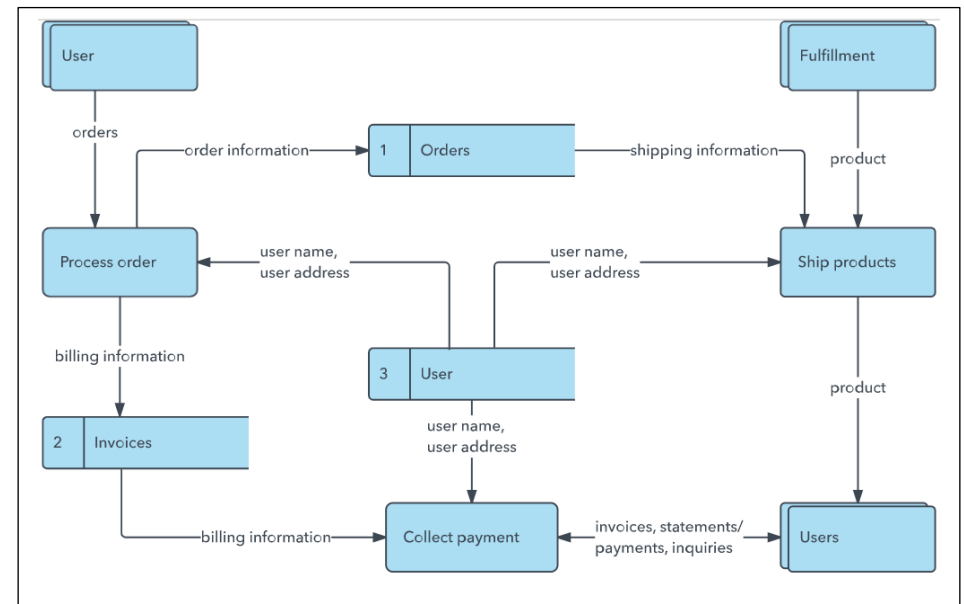 User
Fulfillment
orders
order information
1
Orders
shipping information
product
Process order
user name,
user address
user name,
user address
Ship products
billing information
3
User
product
2
Invoices
user name,
user address
billing information
Collect payment
invoices, statements/
payments, inquiries
Users